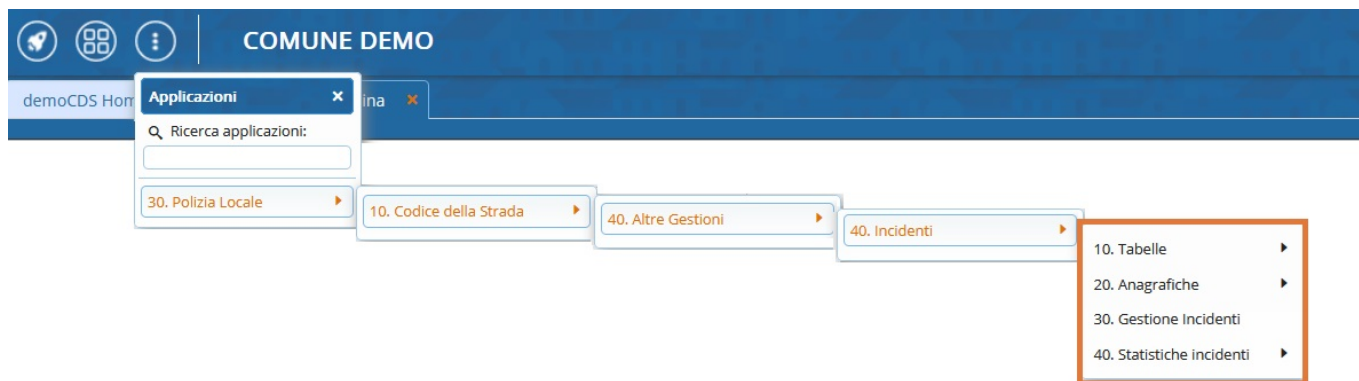 COMUNE DEMO
demoCDS Hom
Applicazioni ×
ina ×
Ricerca applicazioni:
30. Polizia Locale
10. Codice della Strada
40. Altre Gestioni
40. Incidenti
10. Tabelle
20. Anagrafiche
30. Gestione Incidenti
40. Statistiche incidenti